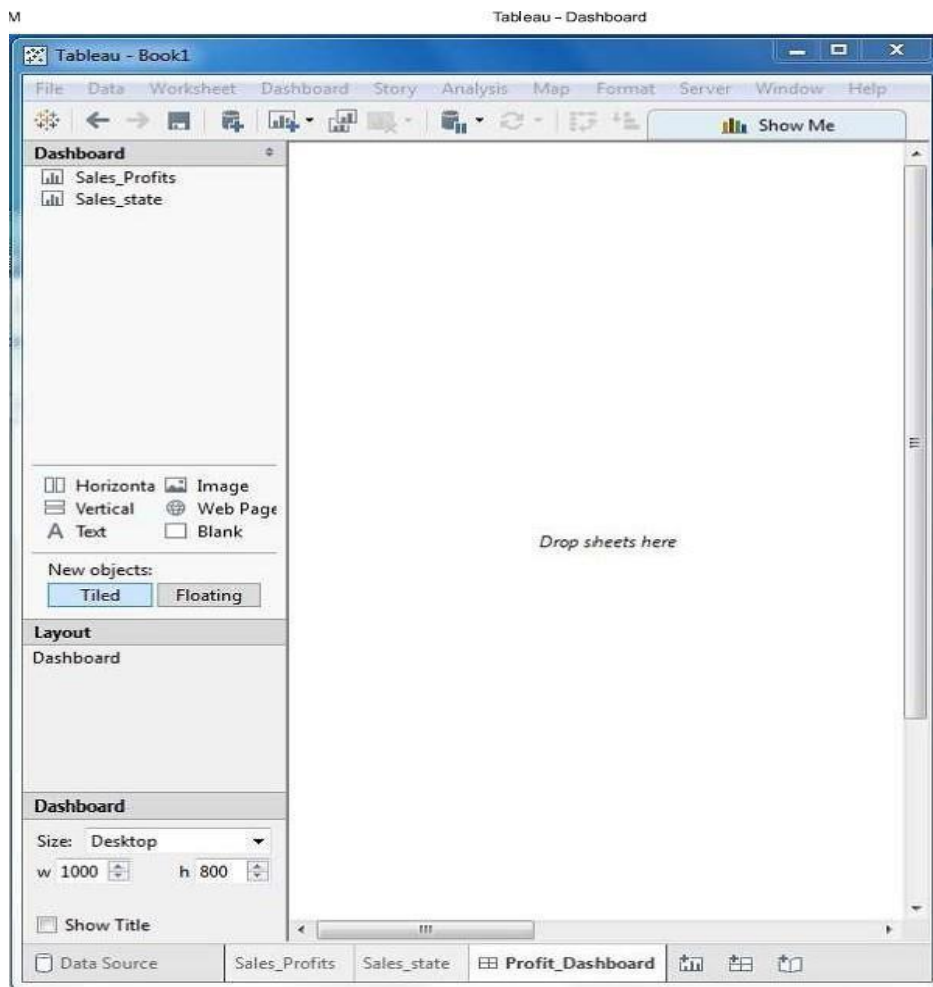 M
Tableau - Dashboard
Tableau - Book1
File Data Worksheet Dashboard Story Analysis Map Format Server Window Help
Show Me
Dashboard
Sales_Profits
Sales_state
Horizonta Image
Vertical Web Page
A Text Blank
New objects:
Tiled Floating
Drop sheets here
Layout
Dashboard
Dashboard
Size: Desktop
w 1000 h 800
Show Title
Data Source Sales_Profits Sales_state Profit_Dashboard